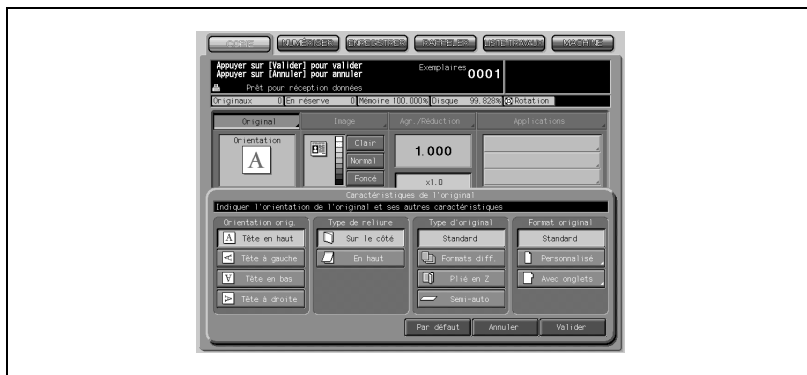 COPIE NUMÉRISER ENREGISTRER RAPPELER LISTE TRAVAUX MACHINE
Appuyer sur [Valider] pour valider
Appuyer sur [Annuler] pour annuler
Exemplaires 0001
Prêt pour réception données
Originaux 0 En réserve 0 Mémoire 100.000% Disque 99.828% Rotation
Original Image Agr./Réduction Applications
Orientation
A
Clair
Normal
Foncé
1.000
x1.0
Caractéristiques de l'original
Indiquer l'orientation de l'original et ses autres caractéristiques
Orientation orig. Type de reliure Type d'original Format original
A Tête en haut Sur le côté Standard Standard
A Tête à gauche En haut Formats diff. Personnalisé
A Tête en bas Plié en Z Avec onglets
A Tête à droite Semi-auto
Par défaut Annuler Valider